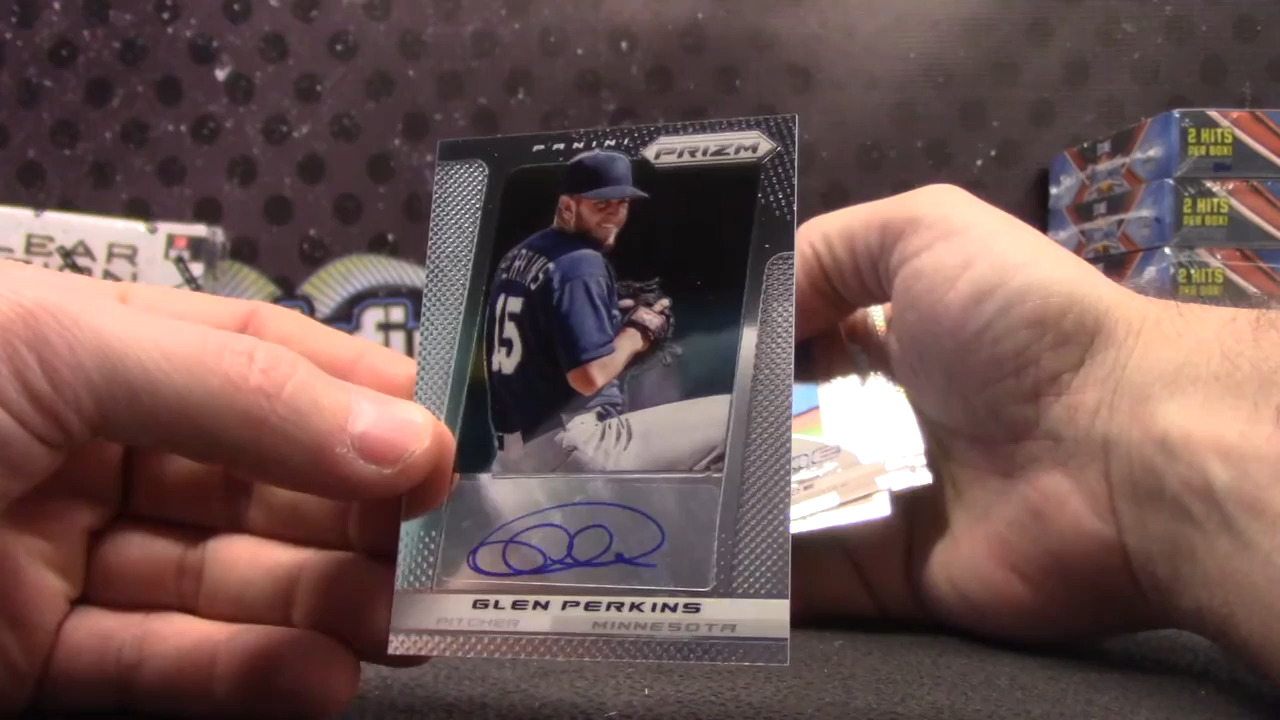 PANINI
PRIZM
PERKINS
15
GLEN PERKINS
PITCHER
MINNESOTA
2 HITS
PER BOX!
2 HITS
PER BOX!
2 HITS
PER BOX!
LEAR